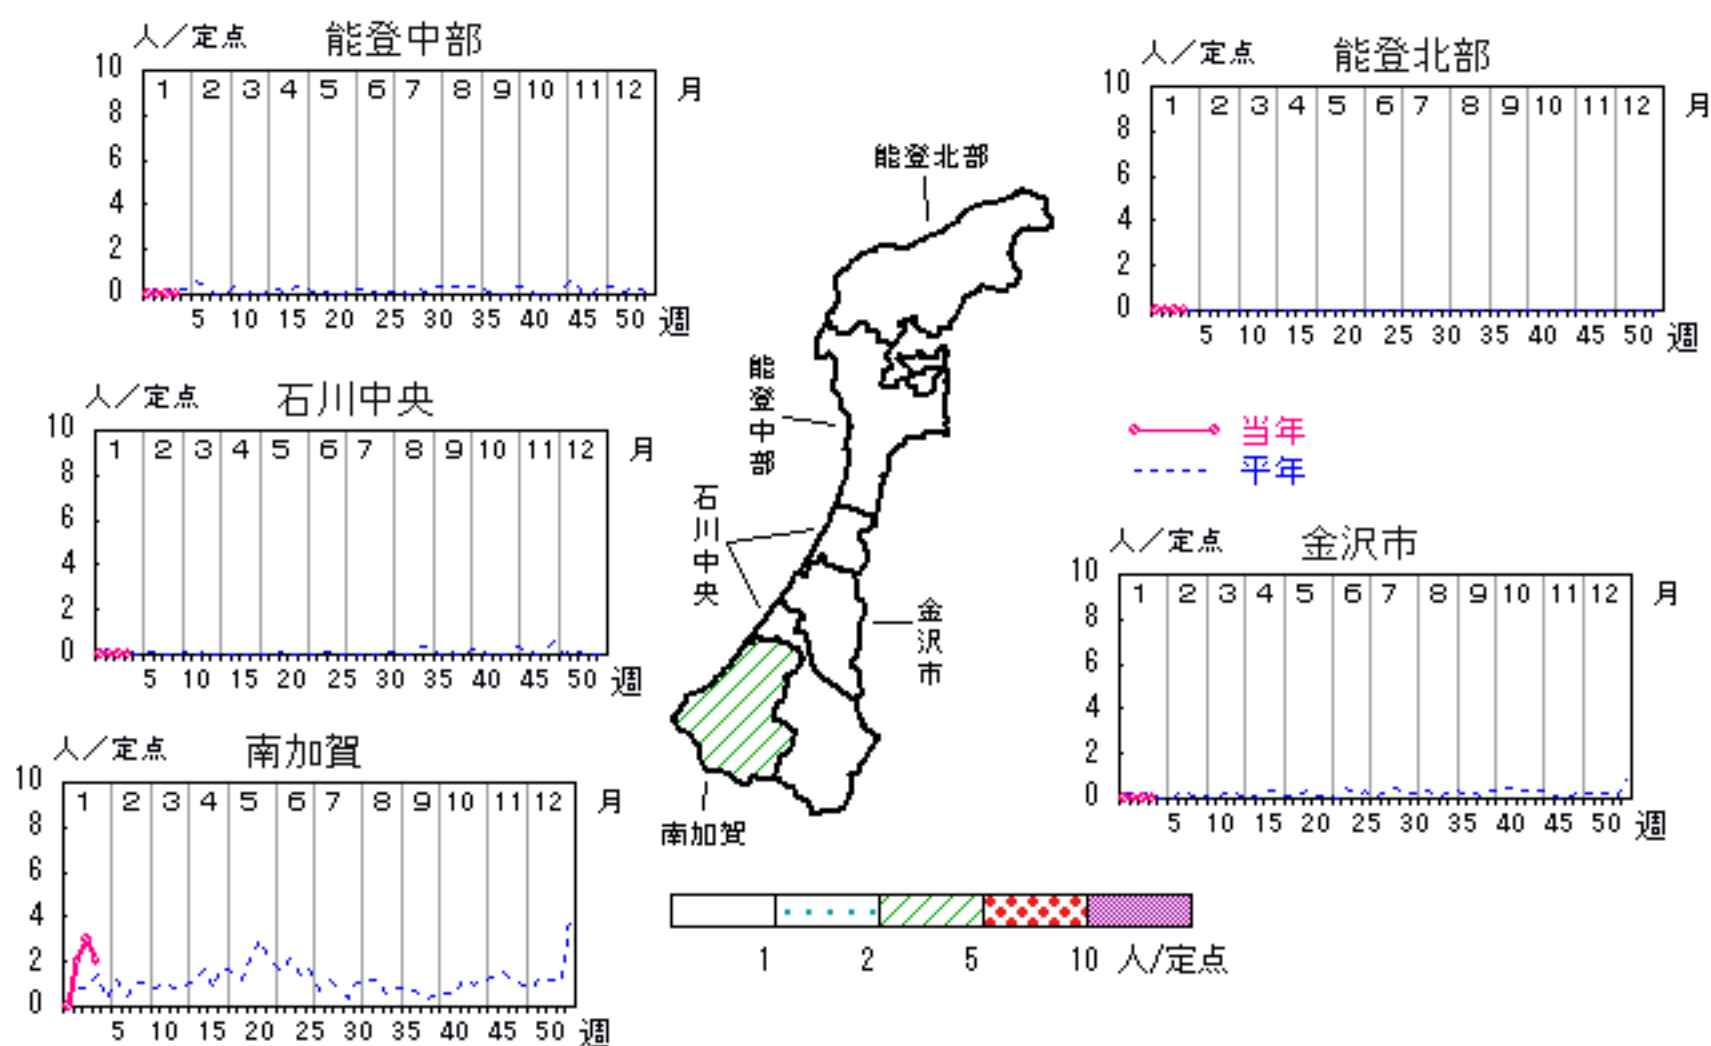 人／定点 能登中部
10 8 6 4 2 0
1 2 3 4 5 6 7 8 9 10 11 12 月
5 10 15 20 25 30 35 40 45 50 週
人／定点 能登北部
10 8 6 4 2 0
1 2 3 4 5 6 7 8 9 10 11 12 月
5 10 15 20 25 30 35 40 45 50 週
人／定点 石川中央
10 8 6 4 2 0
1 2 3 4 5 6 7 8 9 10 11 12 月
5 10 15 20 25 30 35 40 45 50 週
能登北部
能登中部
石川中央
金沢市
南加賀
当年
平年
人／定点 金沢市
10 8 6 4 2 0
1 2 3 4 5 6 7 8 9 10 11 12 月
5 10 15 20 25 30 35 40 45 50 週
人／定点 南加賀
10 8 6 4 2 0
1 2 3 4 5 6 7 8 9 10 11 12 月
5 10 15 20 25 30 35 40 45 50 週
1 2 5 10 人/定点